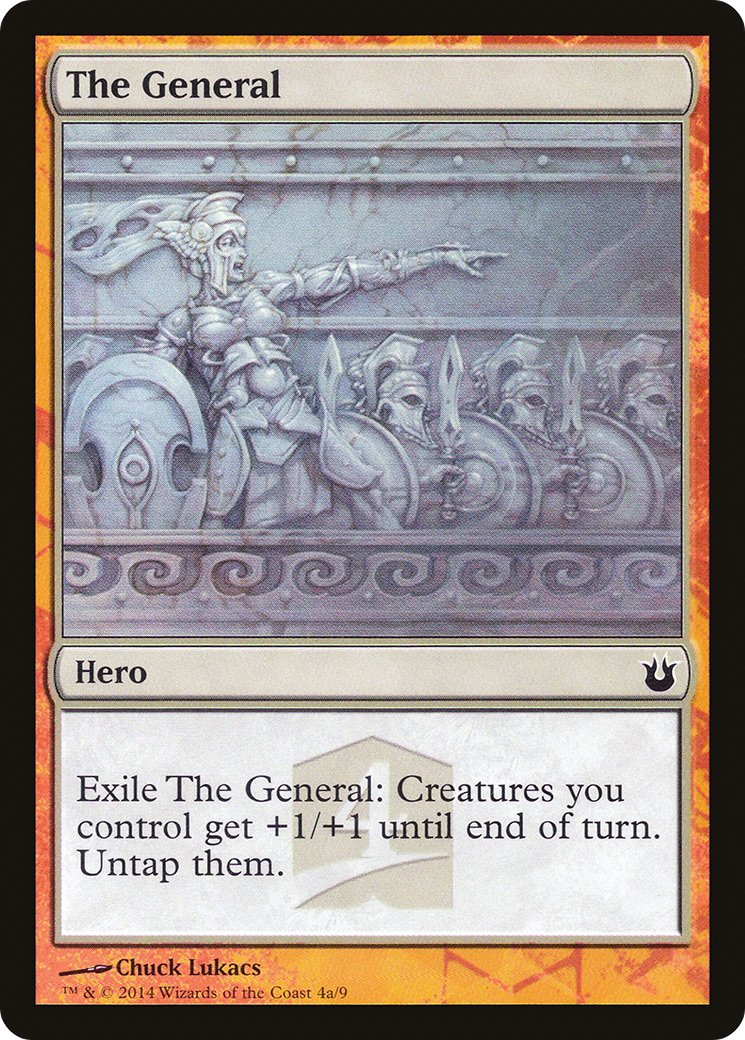 The General
Hero
4
Exile The General: Creatures you
control get +1/+1 until end of turn.
Untap them.
Chuck Lukacs
™ & © 2014 Wizards of the Coast 4a/9